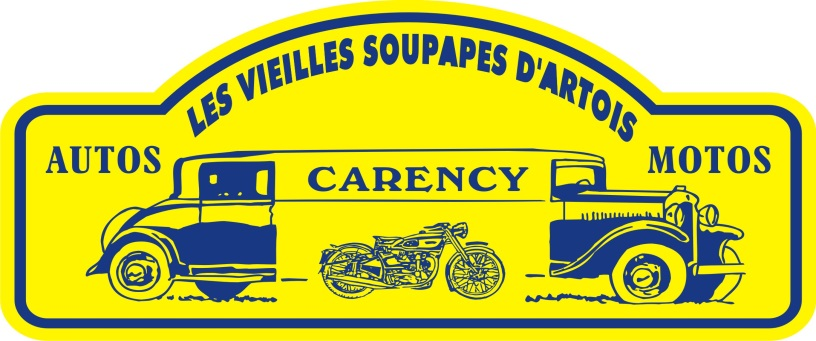 LES VIEILLES SOUPAPES D'ARTOIS
AUTOS
MOTOS
CARENCY